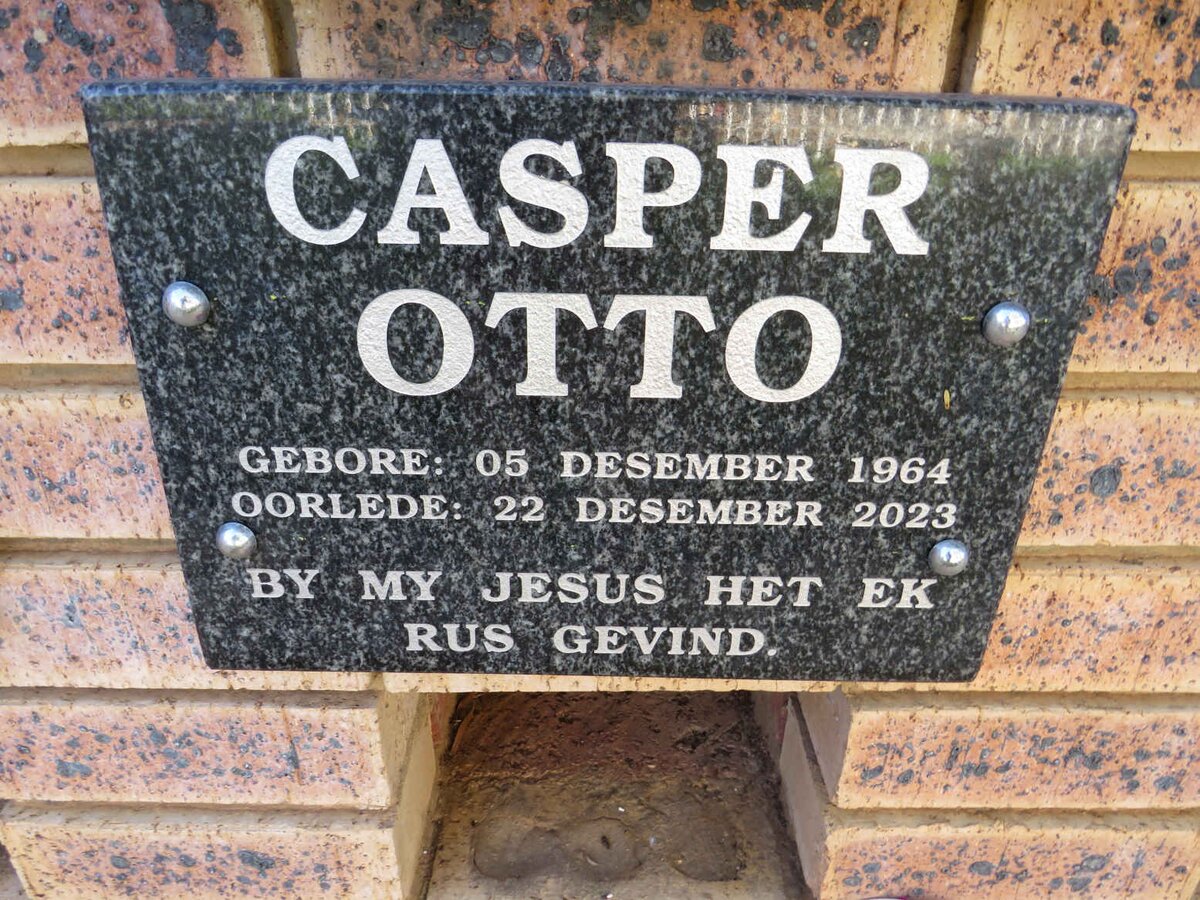 CASPER
OTTO
GEBORE: 05 DESEMBER 1964
OORLEDE: 22 DESEMBER 2023
BY MY JESUS HET EK
RUS GEVIND.